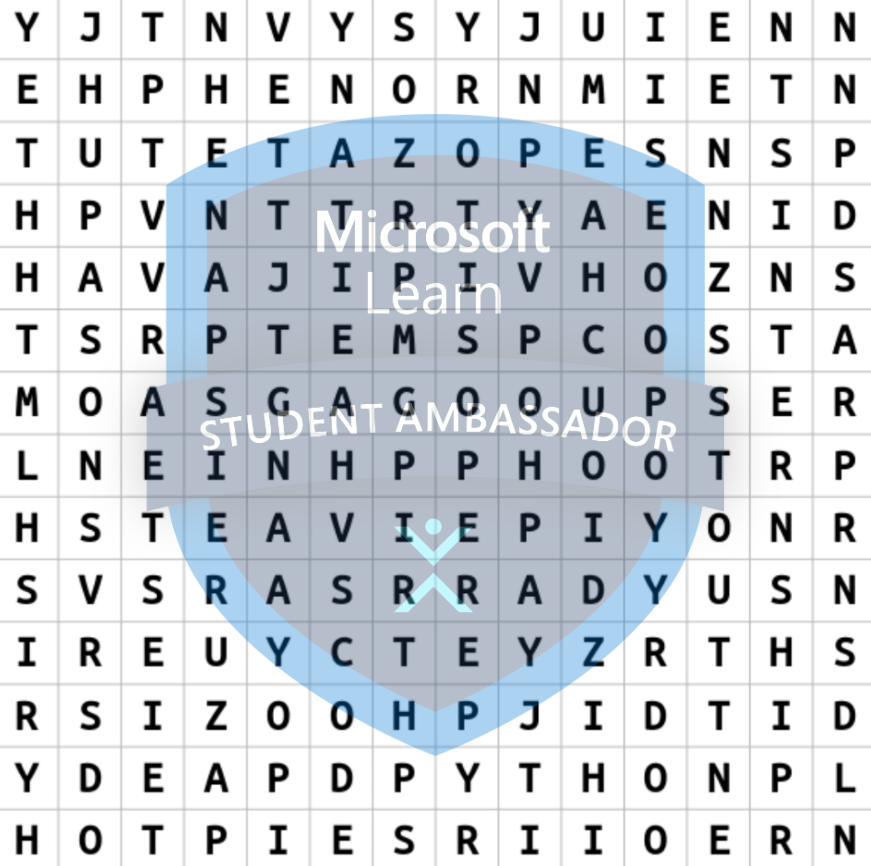 Y J T N V Y S Y J U I E N N
E H P H E N O R N M I E T N
T U T E T A Z O P E S N S P
H P V N T T R T Y A E N I D
Microsoft
H A V A J I P I V H O Z N S
Learn
T S R P T E M S P C O S T A
M O A S G A G O O U P S E R
STUDENT AMBASSADOR
L N E I N H P P H O O T R P
H S T E A V I E P I Y O N R
S V S R A S R R A D Y U S N
I R E U Y C T E Y Z R T H S
R S I Z O O H P J I D T I D
Y D E A P D P Y T H O N P L
H O T P I E S R I I O E R N